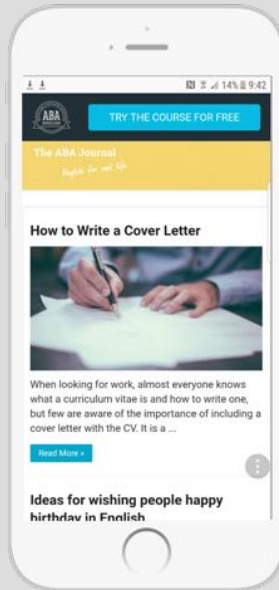 14% 9:42
ABA
TRY THE COURSE FOR FREE
The ABA Journal
English for real life
How to Write a Cover Letter
When looking for work, almost everyone knows
what a curriculum vitae is and how to write one,
but few are aware of the importance of including a
cover letter with the CV. It is a ...
Read More »
Ideas for wishing people happy
birthday in English